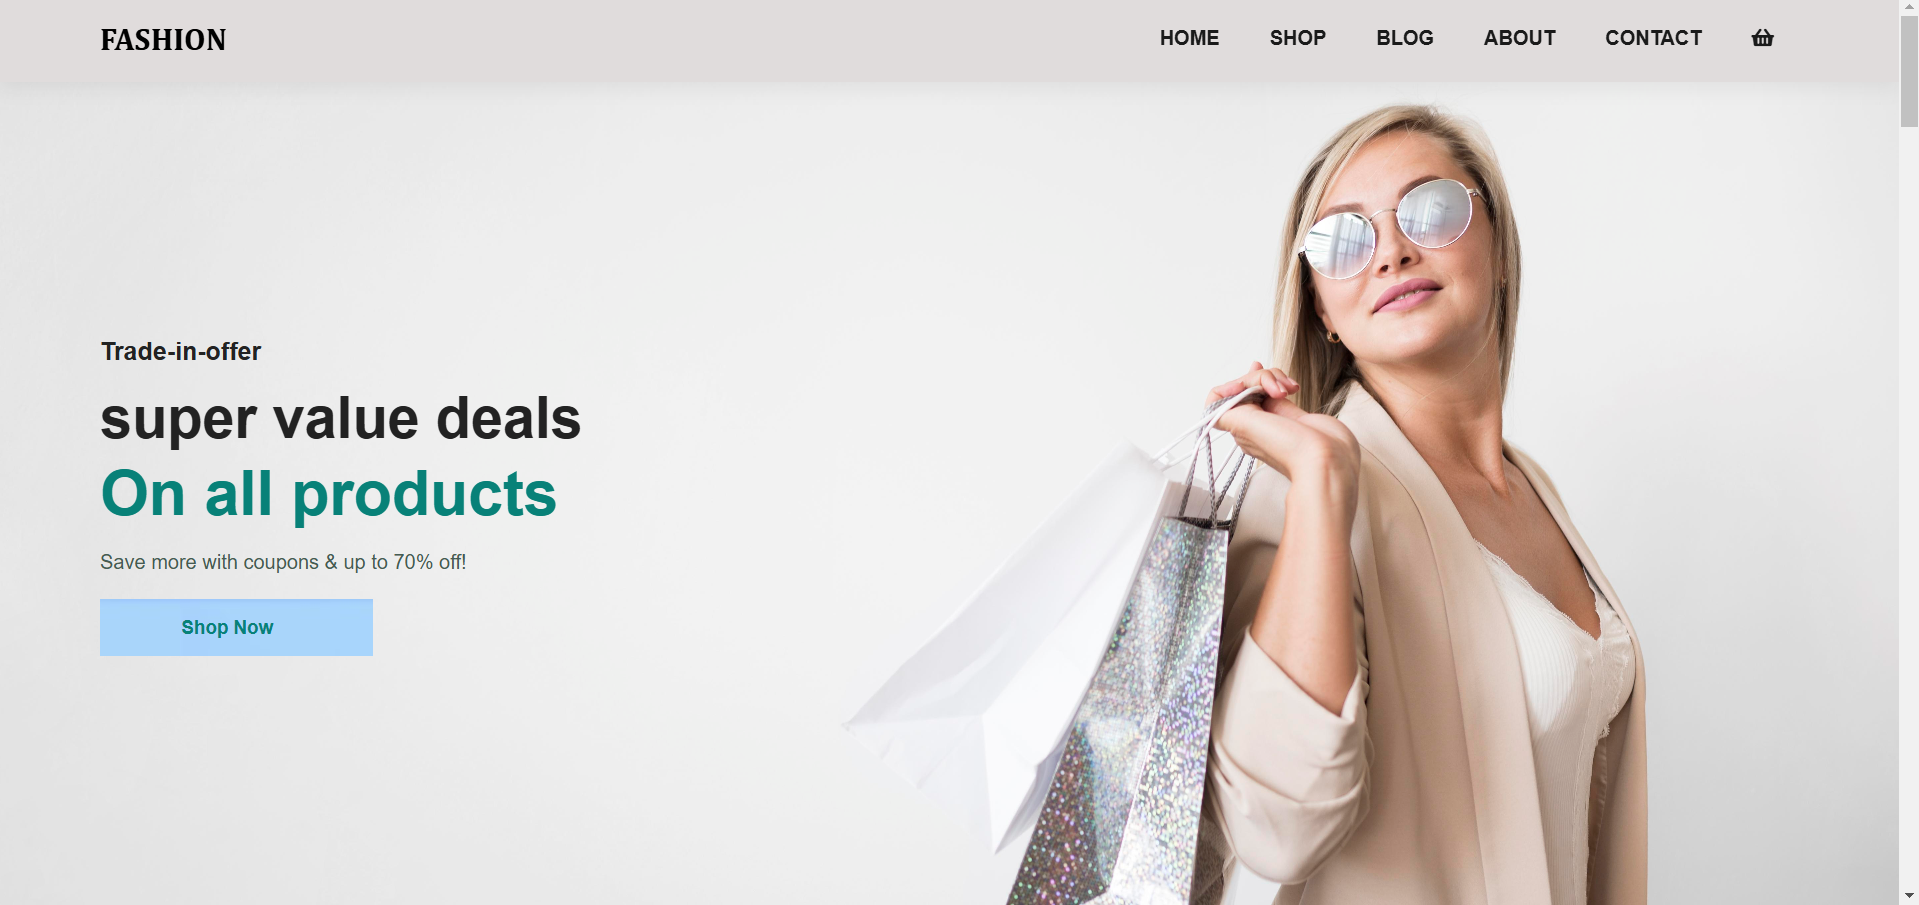 FASHION
HOME SHOP BLOG ABOUT CONTACT
Trade-in-offer
super value deals
On all products
Save more with coupons & up to 70% off!
Shop Now